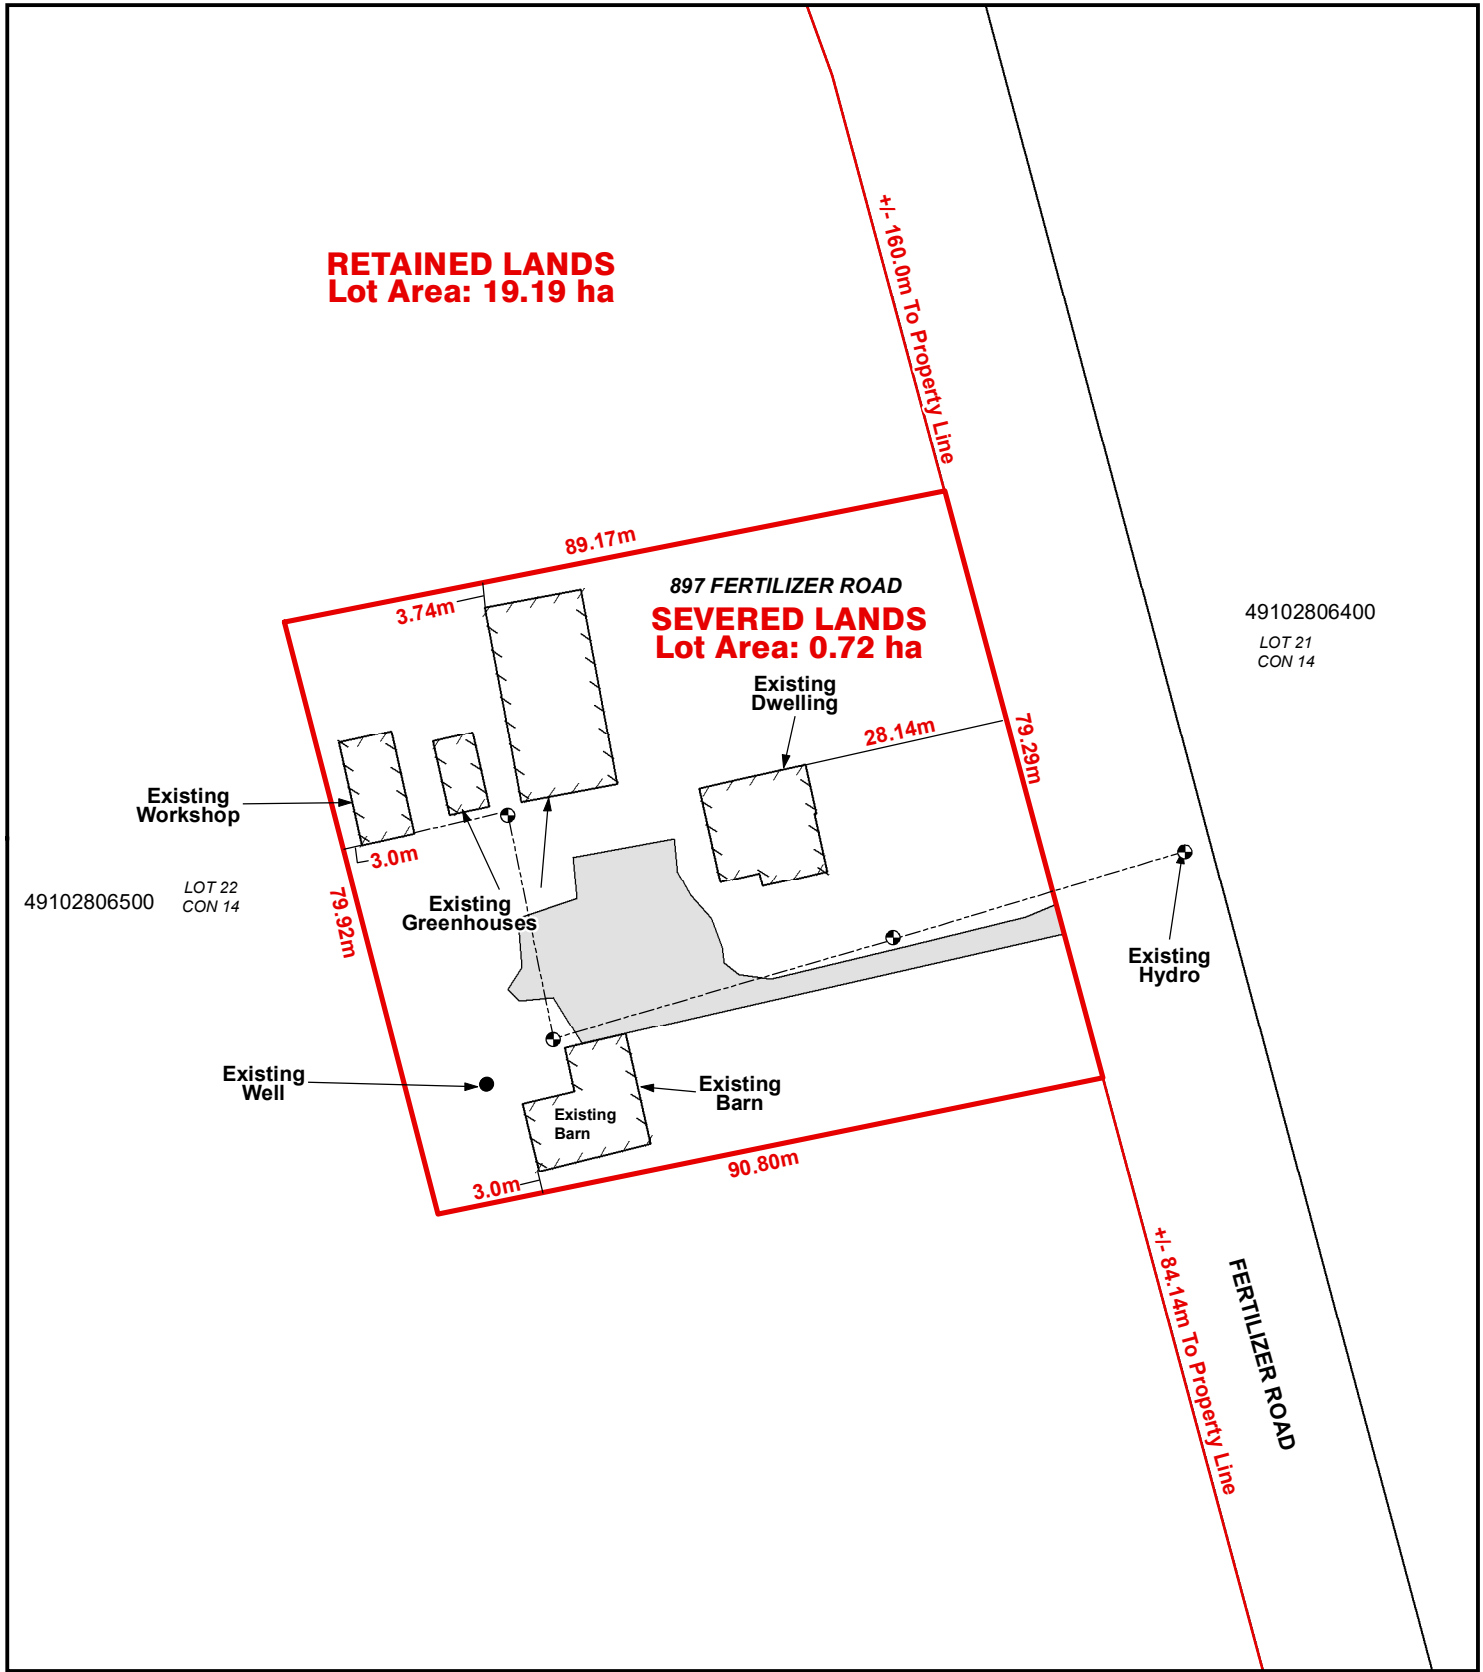 +/- 160.0m To Property Line
RETAINED LANDS
Lot Area: 19.19 ha
89.17m
897 FERTILIZER ROAD
SEVERED LANDS
Lot Area: 0.72 ha
3.74m
49102806400
LOT 21
CON 14
Existing
Dwelling
28.14m
79.29m
Existing
Workshop
3.0m
49102806500
LOT 22
CON 14
79.92m
Existing
Greenhouses
Existing
Hydro
Existing
Well
Existing
Barn
Existing
Barn
90.80m
3.0m
+/- 84.14m To Property Line
FERTILIZER ROAD